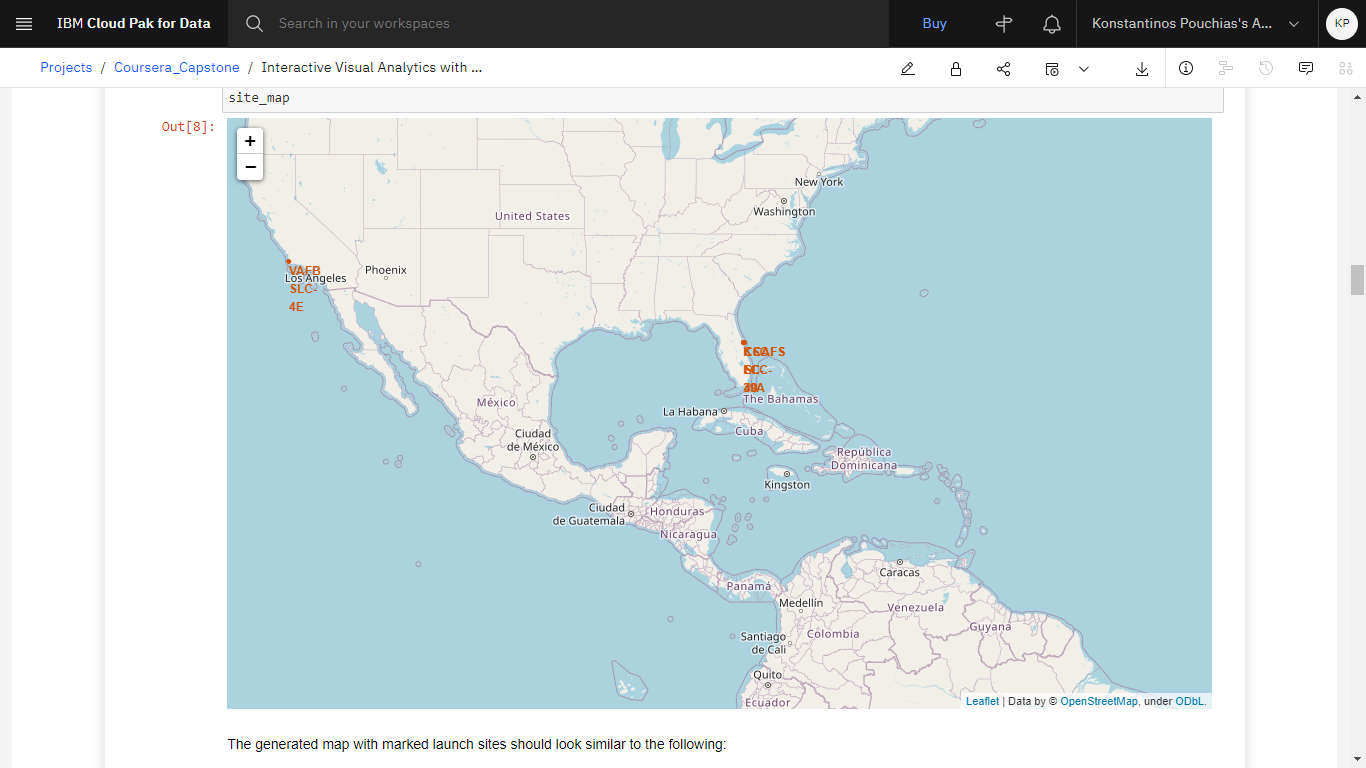 IBM Cloud Pak for Data
Search in your workspaces
Buy
Konstantinos Pouchias's A...
KP
Projects / Coursera_Capstone / Interactive Visual Analytics with ...
site_map
Out[8]:
+
−
New York
Washington
United States
Phoenix
VAFB
Los Angeles
SLC-
4E
The Bahamas
México
La Habana
Cuba
Ciudad
de México
República
Dominicana
Kingston
Ciudad
de Guatemala
Honduras
Nicaragua
Caracas
Panamá
Medellín
Venezuela
Guyana
Colombia
Santiago
de Cali
Quito
Ecuador
Leaflet | Data by © OpenStreetMap, under ODbL.
The generated map with marked launch sites should look similar to the following: